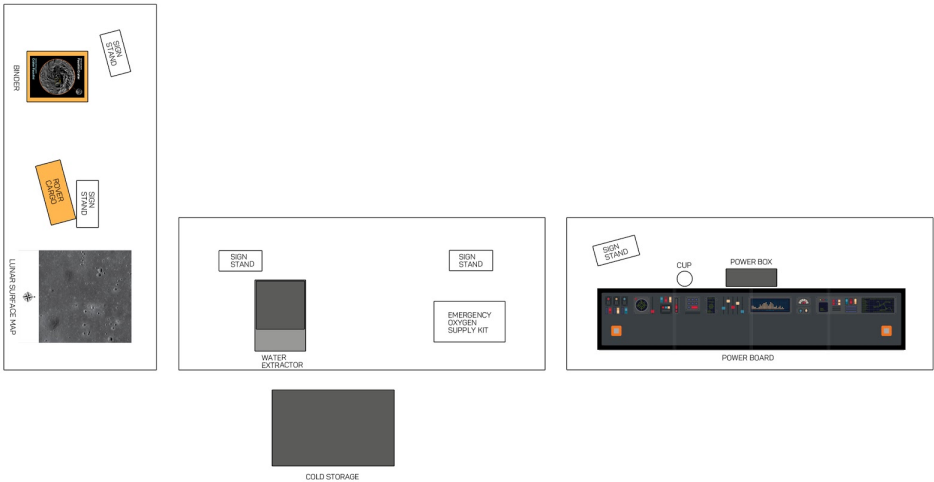 SIGN
STAND
BINDER
ROVER
CARGO
SIGN
STAND
LUNAR SURFACE MAP
SIGN
STAND
WATER
EXTRACTOR
SIGN
STAND
EMERGENCY
OXYGEN
SUPPLY KIT
COLD STORAGE
SIGN
STAND
CUP
POWER BOX
POWER BOARD